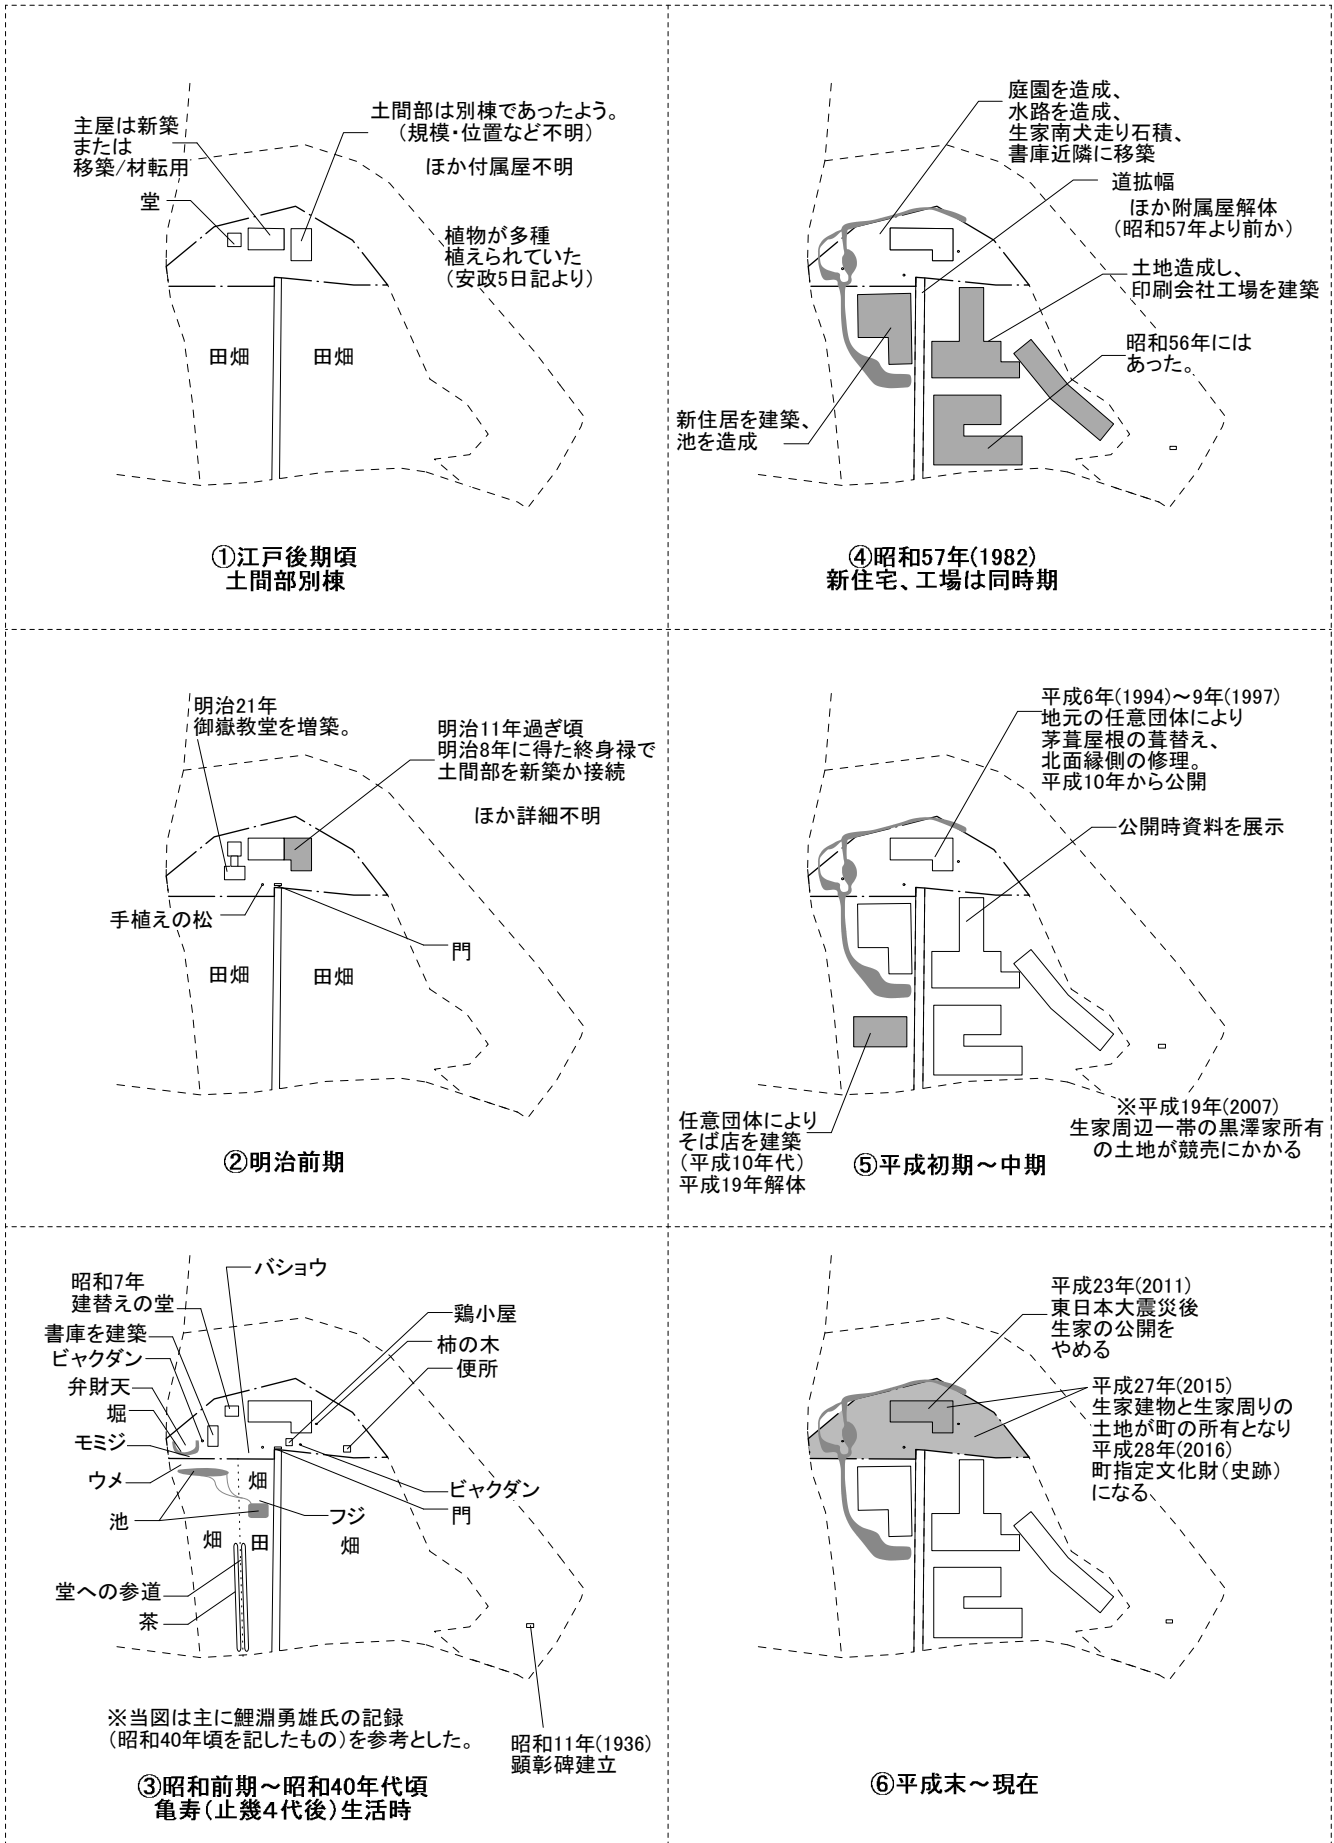 主屋は新築
または
移築/材転用
堂
土間部は別棟であったよう。
（規模・位置など不明）
ほか付属屋不明
植物が多種
植えられていた
（安政5日記より）
田畑
田畑
①江戸後期頃
土間部別棟
明治21年
御嶽教堂を増築。
明治11年過ぎ頃
明治8年に得た終身禄で
土間部を新築か接続
ほか詳細不明
手植えの松
門
田畑
田畑
②明治前期
バショウ
昭和7年
建替えの堂
書庫を建築
ビャクダン
弁財天
堀
モミジ
ウメ
池
鶏小屋
柿の木
便所
ビャクダン
門
フジ
畑
畑
田
畑
堂への参道
茶
※当図は主に鯉淵勇雄氏の記録
（昭和40年頃を記したもの）を参考とした。
昭和11年(1936)
顕彰碑建立
③昭和前期～昭和40年代頃
亀寿（止幾４代後）生活時
庭園を造成、
水路を造成、
生家南犬走り石積、
書庫近隣に移築
道拡幅
ほか附属屋解体
（昭和57年より前か）
土地造成し、
印刷会社工場を建築
昭和56年には
あった。
新住居を建築、
池を造成
④昭和57年(1982)
新住宅、工場は同時期
平成6年(1994)～9年(1997)
地元の任意団体により
茅葺屋根の葺替え、
北面縁側の修理。
平成10年から公開
公開時資料を展示
任意団体により
そば店を建築
（平成10年代）
平成19年解体
※平成19年(2007)
生家周辺一帯の黒澤家所有
の土地が競売にかかる
⑤平成初期～中期
平成23年(2011)
東日本大震災後
生家の公開を
やめる
平成27年(2015)
生家建物と生家周りの
土地が町の所有となり
平成28年(2016)
町指定文化財（史跡）
になる
⑥平成末～現在